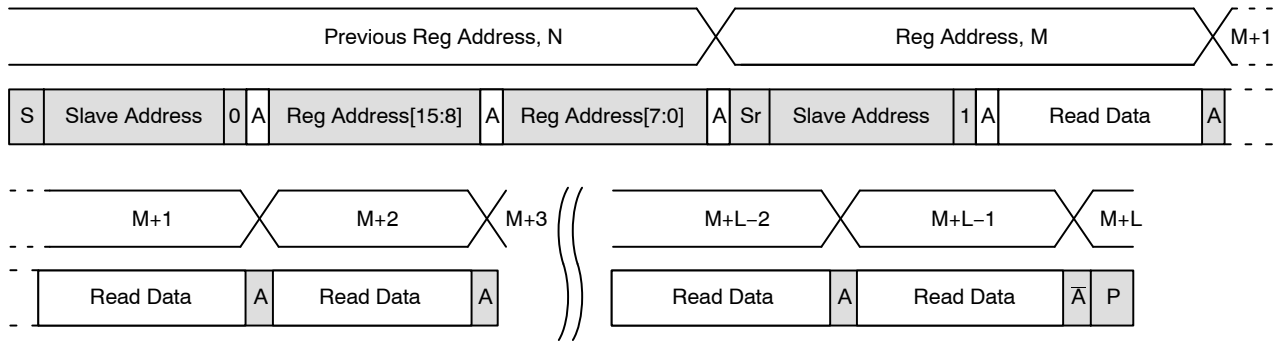 Previous Reg Address, N Reg Address, M M+1
S Slave Address 0 A Reg Address[15:8] A Reg Address[7:0] A Sr Slave Address 1 A Read Data A
M+1 M+2 M+3 M+L−2 M+L−1 M+L
Read Data A Read Data A Read Data A Read Data A̅ P